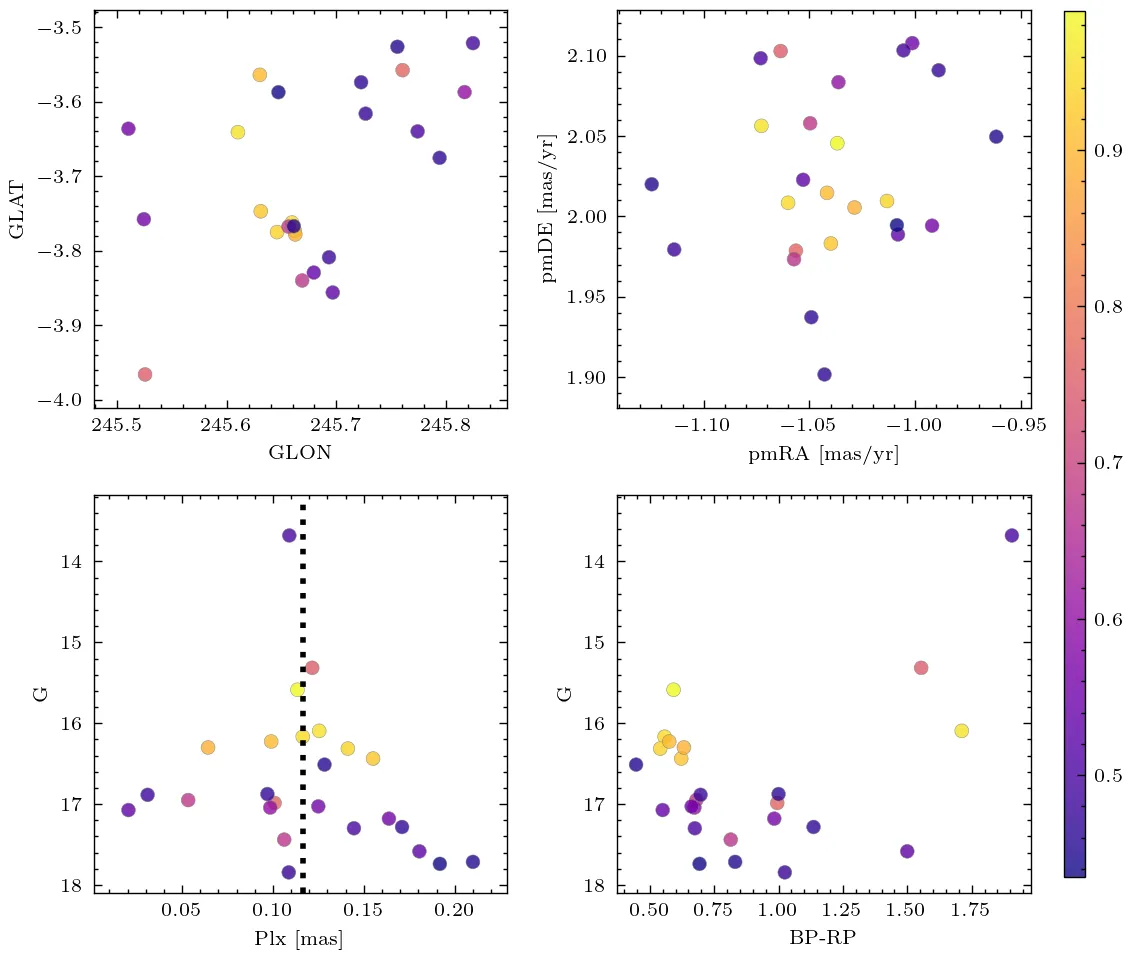 −3.5
−3.6
−3.7
−3.8
−3.9
−4.0
GLAT
245.5 245.6 245.7 245.8
GLON
2.10
2.05
2.00
1.95
1.90
pmDE [mas/yr]
−1.10 −1.05 −1.00 −0.95
pmRA [mas/yr]
14
15
16
17
18
G
0.05 0.10 0.15 0.20
Plx [mas]
14
15
16
17
18
G
0.50 0.75 1.00 1.25 1.50 1.75
BP-RP
0.9
0.8
0.7
0.6
0.5